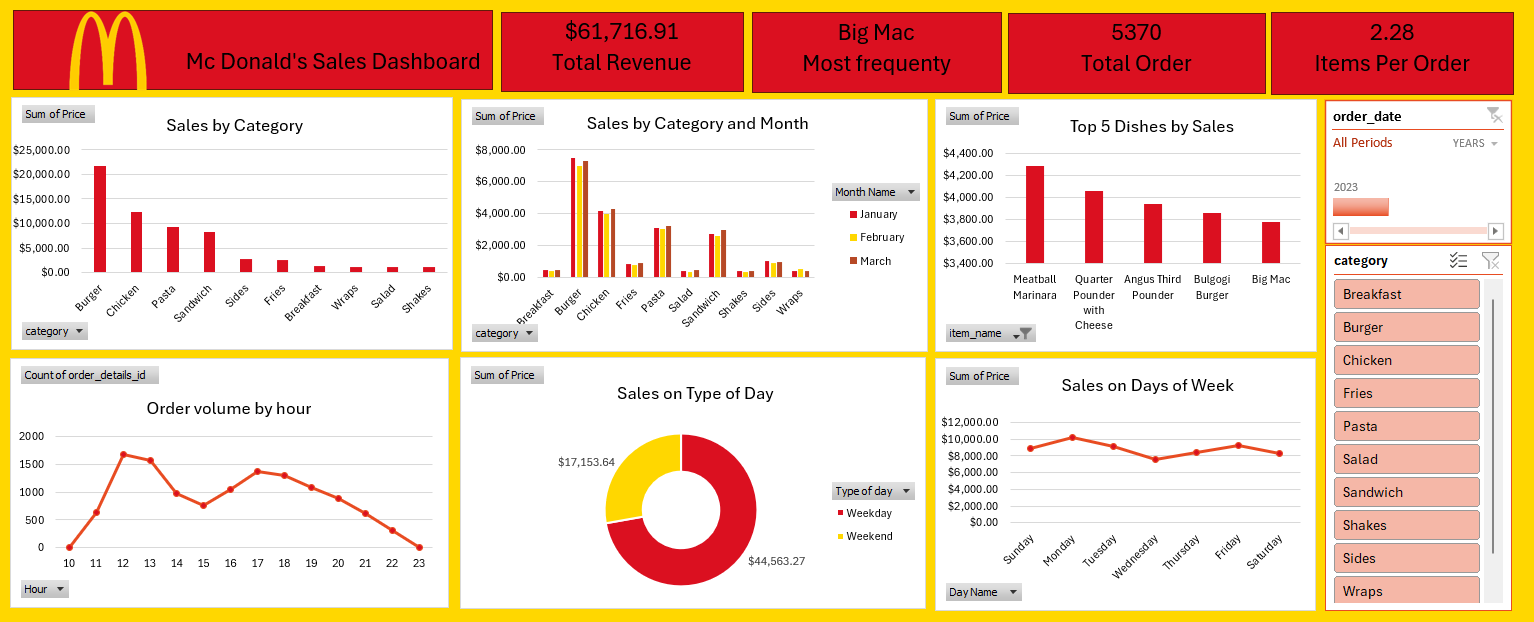 Mc Donald's Sales Dashboard
$61,716.91
Total Revenue
Big Mac
Most frequenty
5370
Total Order
2.28
Items Per Order
Sum of Price
Sales by Category
$25,000.00
$20,000.00
$15,000.00
$10,000.00
$5,000.00
$0.00
Burger
Chicken
Pasta
Sandwich
Sides
Fries
Breakfast
Wraps
Salad
Shakes
category
Sum of Price
Sales by Category and Month
$8,000.00
$6,000.00
$4,000.00
$2,000.00
$0.00
Breakfast
Burger
Chicken
Fries
Pasta
Salad
Sandwich
Shakes
Sides
Wraps
Month Name
January
February
March
category
Sum of Price
Top 5 Dishes by Sales
$4,400.00
$4,200.00
$4,000.00
$3,800.00
$3,600.00
$3,400.00
Meatball
Marinara
Quarter
Pounder
with
Cheese
Angus Third
Pounder
Bulgogi
Burger
Big Mac
item_name
order_date
All Periods
YEARS
2023
category
Breakfast
Burger
Chicken
Fries
Pasta
Salad
Sandwich
Shakes
Sides
Wraps
Count of order_details_id
Order volume by hour
2000
1500
1000
500
0
10 11 12 13 14 15 16 17 18 19 20 21 22 23
Hour
Sum of Price
Sales on Type of Day
$17,153.64
$44,563.27
Type of day
Weekday
Weekend
Sum of Price
Sales on Days of Week
$12,000.00
$10,000.00
$8,000.00
$6,000.00
$4,000.00
$2,000.00
$0.00
Sunday
Monday
Tuesday
Wednesday
Thursday
Friday
Saturday
Day Name